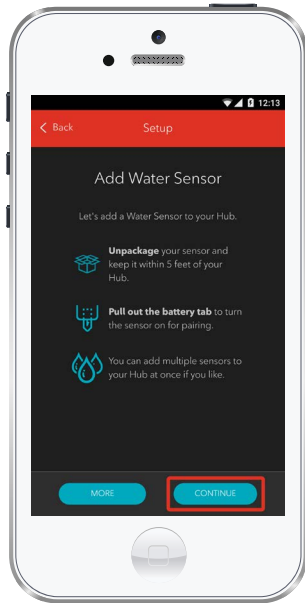 12:13
Back Setup
Add Water Sensor
Let's add a Water Sensor to your Hub.
Unpackage your sensor and
keep it within 5 feet of your
Hub.
Pull out the battery tab to turn
the sensor on for pairing.
You can add multiple sensors to
your Hub at once if you like.
MORE CONTINUE